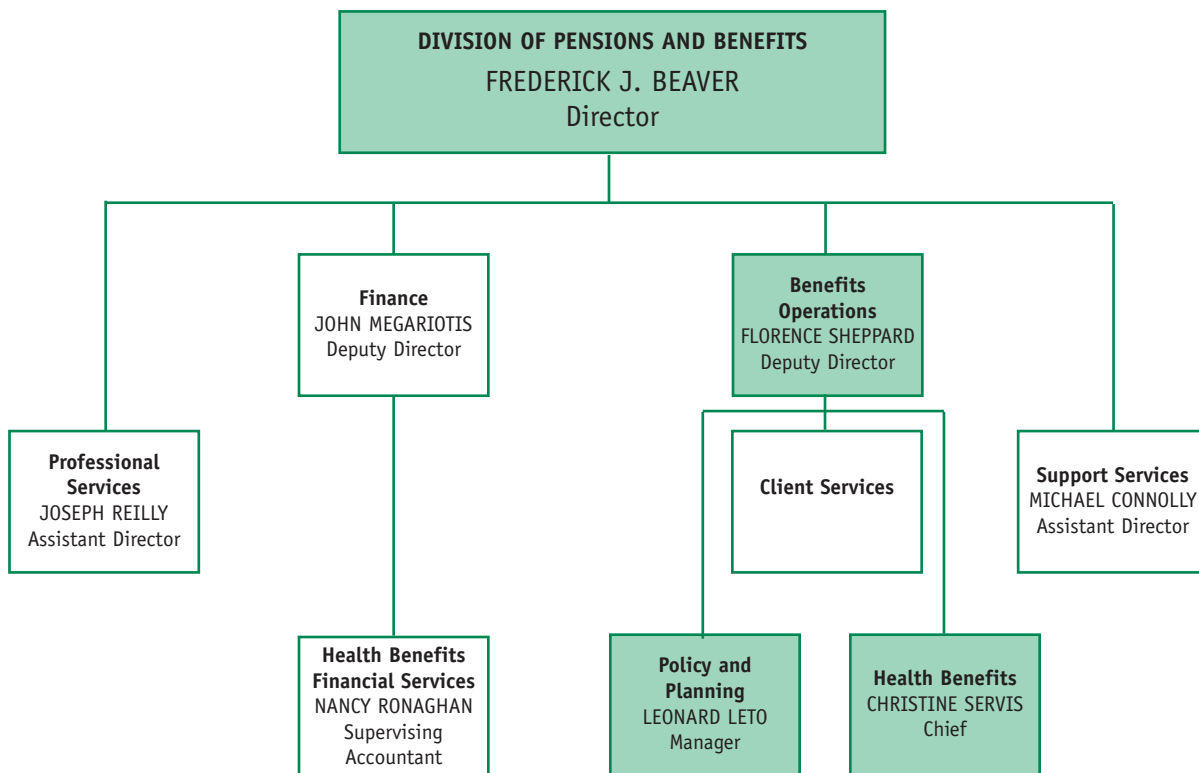 DIVISION OF PENSIONS AND BENEFITS
FREDERICK J. BEAVER
Director
Finance
JOHN MEGARIOTIS
Deputy Director
Benefits
Operations
FLORENCE SHEPPARD
Deputy Director
Professional
Services
JOSEPH REILLY
Assistant Director
Client Services
Support Services
MICHAEL CONNOLLY
Assistant Director
Health Benefits
Financial Services
NANCY RONAGHAN
Supervising
Accountant
Policy and
Planning
LEONARD LETO
Manager
Health Benefits
CHRISTINE SERVIS
Chief